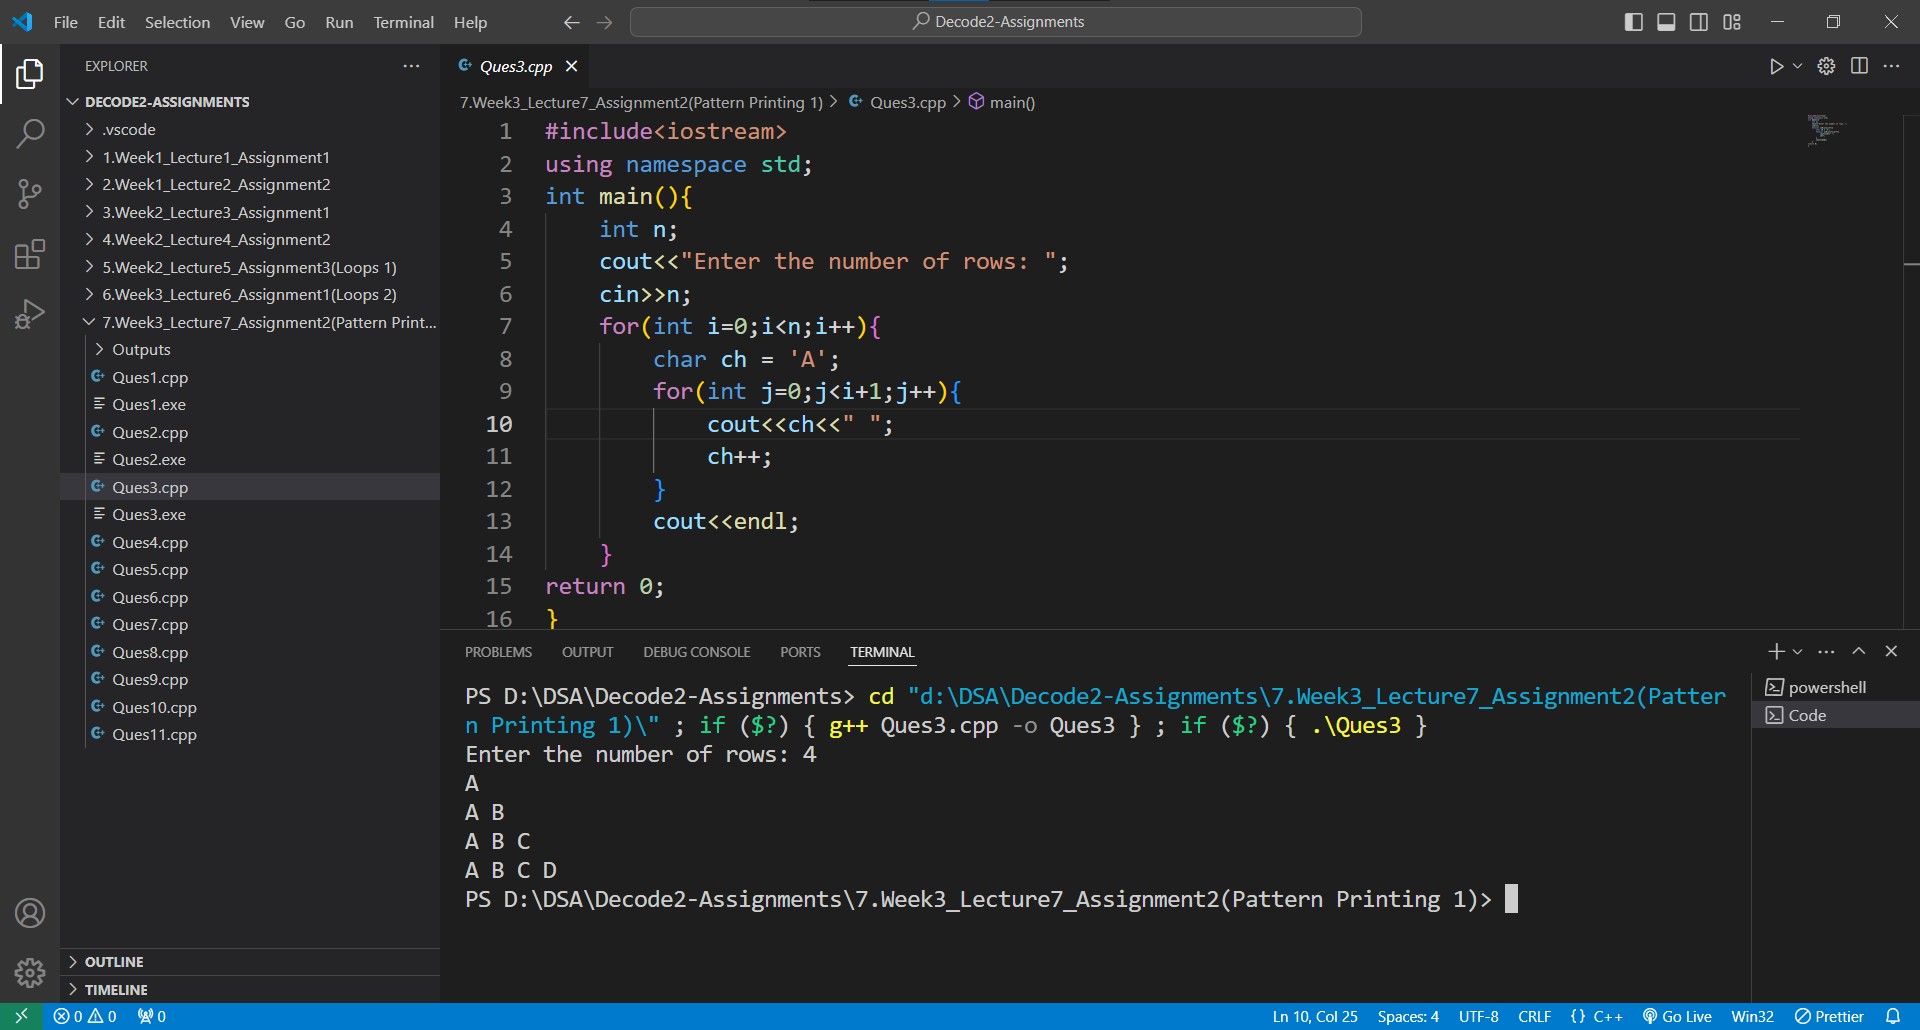 File Edit Selection View Go Run Terminal Help
Decode2-Assignments
EXPLORER
DECODE2-ASSIGNMENTS
.vscode
1.Week1_Lecture1_Assignment1
2.Week1_Lecture2_Assignment2
3.Week2_Lecture3_Assignment1
4.Week2_Lecture4_Assignment2
5.Week2_Lecture5_Assignment3(Loops 1)
6.Week3_Lecture6_Assignment1(Loops 2)
7.Week3_Lecture7_Assignment2(Pattern Print...
Outputs
Ques1.cpp
Ques1.exe
Ques2.cpp
Ques2.exe
Ques3.cpp
Ques3.exe
Ques4.cpp
Ques5.cpp
Ques6.cpp
Ques7.cpp
Ques8.cpp
Ques9.cpp
Ques10.cpp
Ques11.cpp
OUTLINE
TIMELINE
Ques3.cpp
7.Week3_Lecture7_Assignment2(Pattern Printing 1) > Ques3.cpp > main()
1 #include<iostream>
2 using namespace std;
3 int main(){
4 int n;
5 cout<<"Enter the number of rows: ";
6 cin>>n;
7 for(int i=0;i<n;i++){
8 char ch = 'A';
9 for(int j=0;j<i+1;j++){
10 cout<<ch<<" ";
11 ch++;
12 }
13 cout<<endl;
14 }
15 return 0;
16 }
PROBLEMS OUTPUT DEBUG CONSOLE PORTS TERMINAL
PS D:\DSA\Decode2-Assignments> cd "d:\DSA\Decode2-Assignments\7.Week3_Lecture7_Assignment2(Patter
n Printing 1)\" ; if ($?) { g++ Ques3.cpp -o Ques3 } ; if ($?) { .\Ques3 }
Enter the number of rows: 4
A
A B
A B C
A B C D
PS D:\DSA\Decode2-Assignments\7.Week3_Lecture7_Assignment2(Pattern Printing 1)>
powershell
Code
0 0 0
Ln 10, Col 25 Spaces: 4 UTF-8 CRLF {} C++ Go Live Win32 Prettier